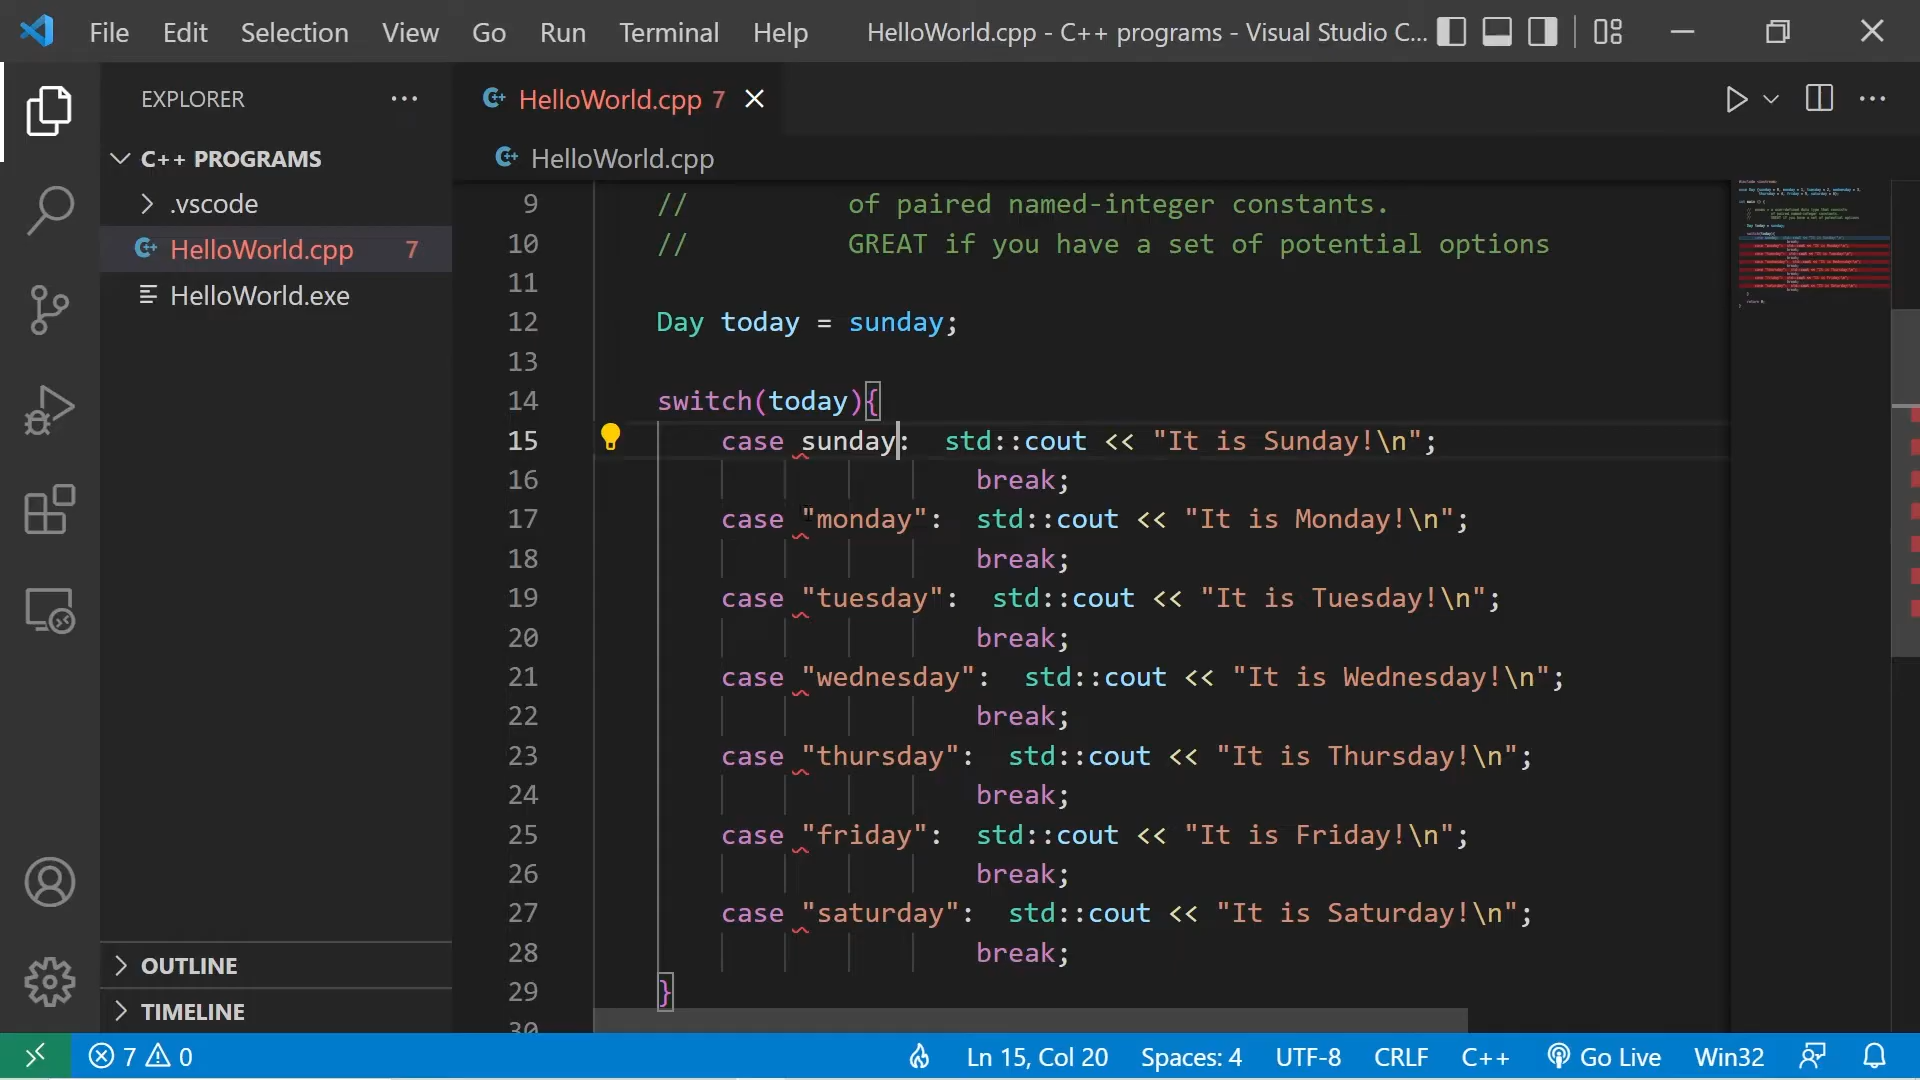 File Edit Selection View Go Run Terminal Help HelloWorld.cpp - C++ programs - Visual Studio C...
EXPLORER
C++ PROGRAMS
.vscode
HelloWorld.cpp 7
HelloWorld.exe
OUTLINE
TIMELINE
HelloWorld.cpp 7
HelloWorld.cpp
9 // of paired named-integer constants.
10 // GREAT if you have a set of potential options
11
12 Day today = sunday;
13
14 switch(today){
15 case sunday: std::cout << "It is Sunday!\n";
16 break;
17 case "monday": std::cout << "It is Monday!\n";
18 break;
19 case "tuesday": std::cout << "It is Tuesday!\n";
20 break;
21 case "wednesday": std::cout << "It is Wednesday!\n";
22 break;
23 case "thursday": std::cout << "It is Thursday!\n";
24 break;
25 case "friday": std::cout << "It is Friday!\n";
26 break;
27 case "saturday": std::cout << "It is Saturday!\n";
28 break;
29 }
30
7 0 Ln 15, Col 20 Spaces: 4 UTF-8 CRLF C++ Go Live Win32